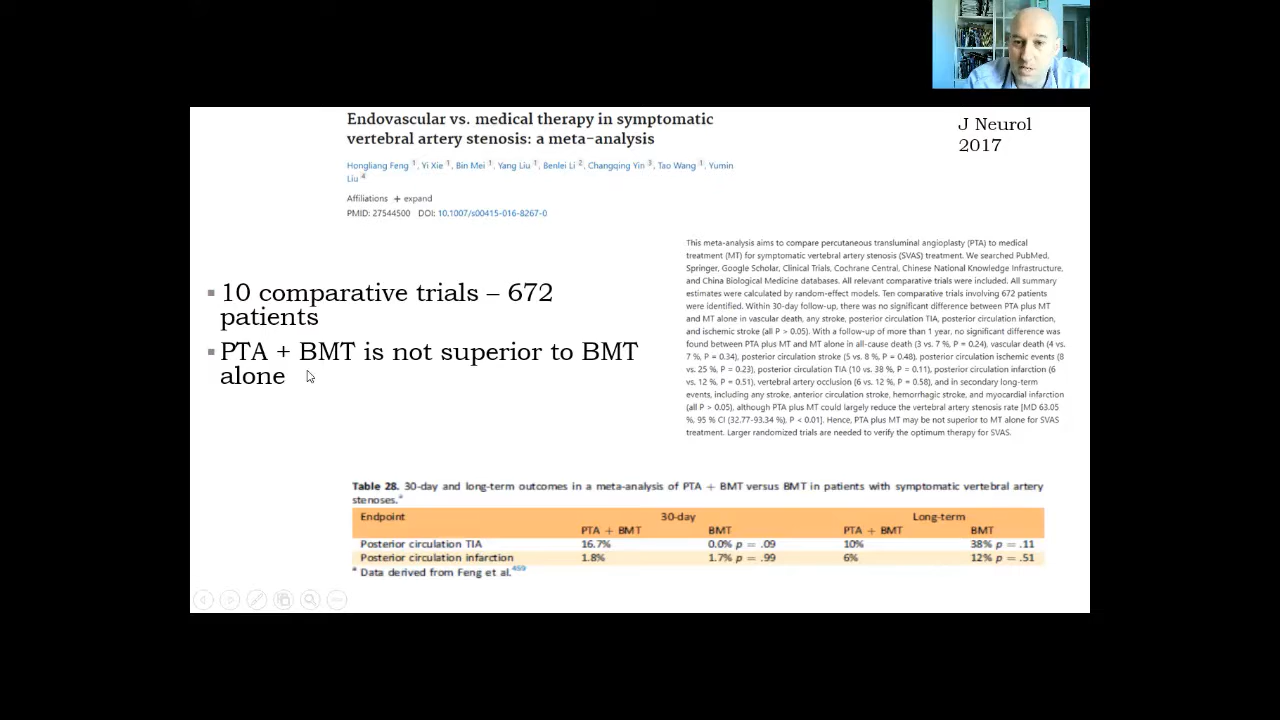 Endovascular vs. medical therapy in symptomatic
vertebral artery stenosis: a meta-analysis
J Neurol
2017
Hongliang Feng 1, Yi Xie 1, Bin Mei 1, Yang Liu 1, Benlei Li 2, Changqing Yin 3, Tao Wang 1, Yumin
Liu 4
Affiliations + expand
PMID: 27544500 DOI: 10.1007/s00415-016-8267-0
▪ 10 comparative trials – 672
patients
▪ PTA + BMT is not superior to BMT
alone
This meta-analysis aims to compare percutaneous transluminal angioplasty (PTA) to medical
treatment (MT) for symptomatic vertebral artery stenosis (SVAS) treatment. We searched PubMed,
Springer, Google Scholar, Clinical Trials, Cochrane Central, Chinese National Knowledge Infrastructure,
and China Biological Medicine databases. All relevant comparative trials were included. All summary
estimates were calculated by random-effect models. Ten comparative trials involving 672 patients
were identified. Within 30-day follow-up, there was no significant difference between PTA plus MT
and MT alone in vascular death, any stroke, posterior circulation TIA, posterior circulation infarction,
and ischemic stroke (all P > 0.05). With a follow-up of more than 1 year, no significant difference was
found between PTA plus MT and MT alone in all-cause death (3 vs. 7 %, P = 0.24), vascular death (4 vs.
7 %, P = 0.34), posterior circulation stroke (5 vs. 8 %, P = 0.48), posterior circulation ischemic events (8
vs. 25 %, P = 0.23), posterior circulation TIA (10 vs. 38 %, P = 0.11), posterior circulation infarction (6
vs. 12 %, P = 0.51), vertebral artery occlusion (6 vs. 12 %, P = 0.58), and in secondary long-term
events, including any stroke, anterior circulation stroke, hemorrhagic stroke, and myocardial infarction
(all P > 0.05), although PTA plus MT could largely reduce the vertebral artery stenosis rate [MD 63.05
%, 95 % CI (32.77-93.34 %), P < 0.01]. Hence, PTA plus MT may be not superior to MT alone for SVAS
treatment. Larger randomized trials are needed to verify the optimum therapy for SVAS.
Table 28. 30-day and long-term outcomes in a meta-analysis of PTA + BMT versus BMT in patients with symptomatic vertebral artery
stenoses.a
Endpoint 30-day Long-term
PTA + BMT BMT PTA + BMT BMT
Posterior circulation TIA 16.7% 0.0% p = .09 10% 38% p = .11
Posterior circulation infarction 1.8% 1.7% p = .99 6% 12% p = .51
a Data derived from Feng et al.459